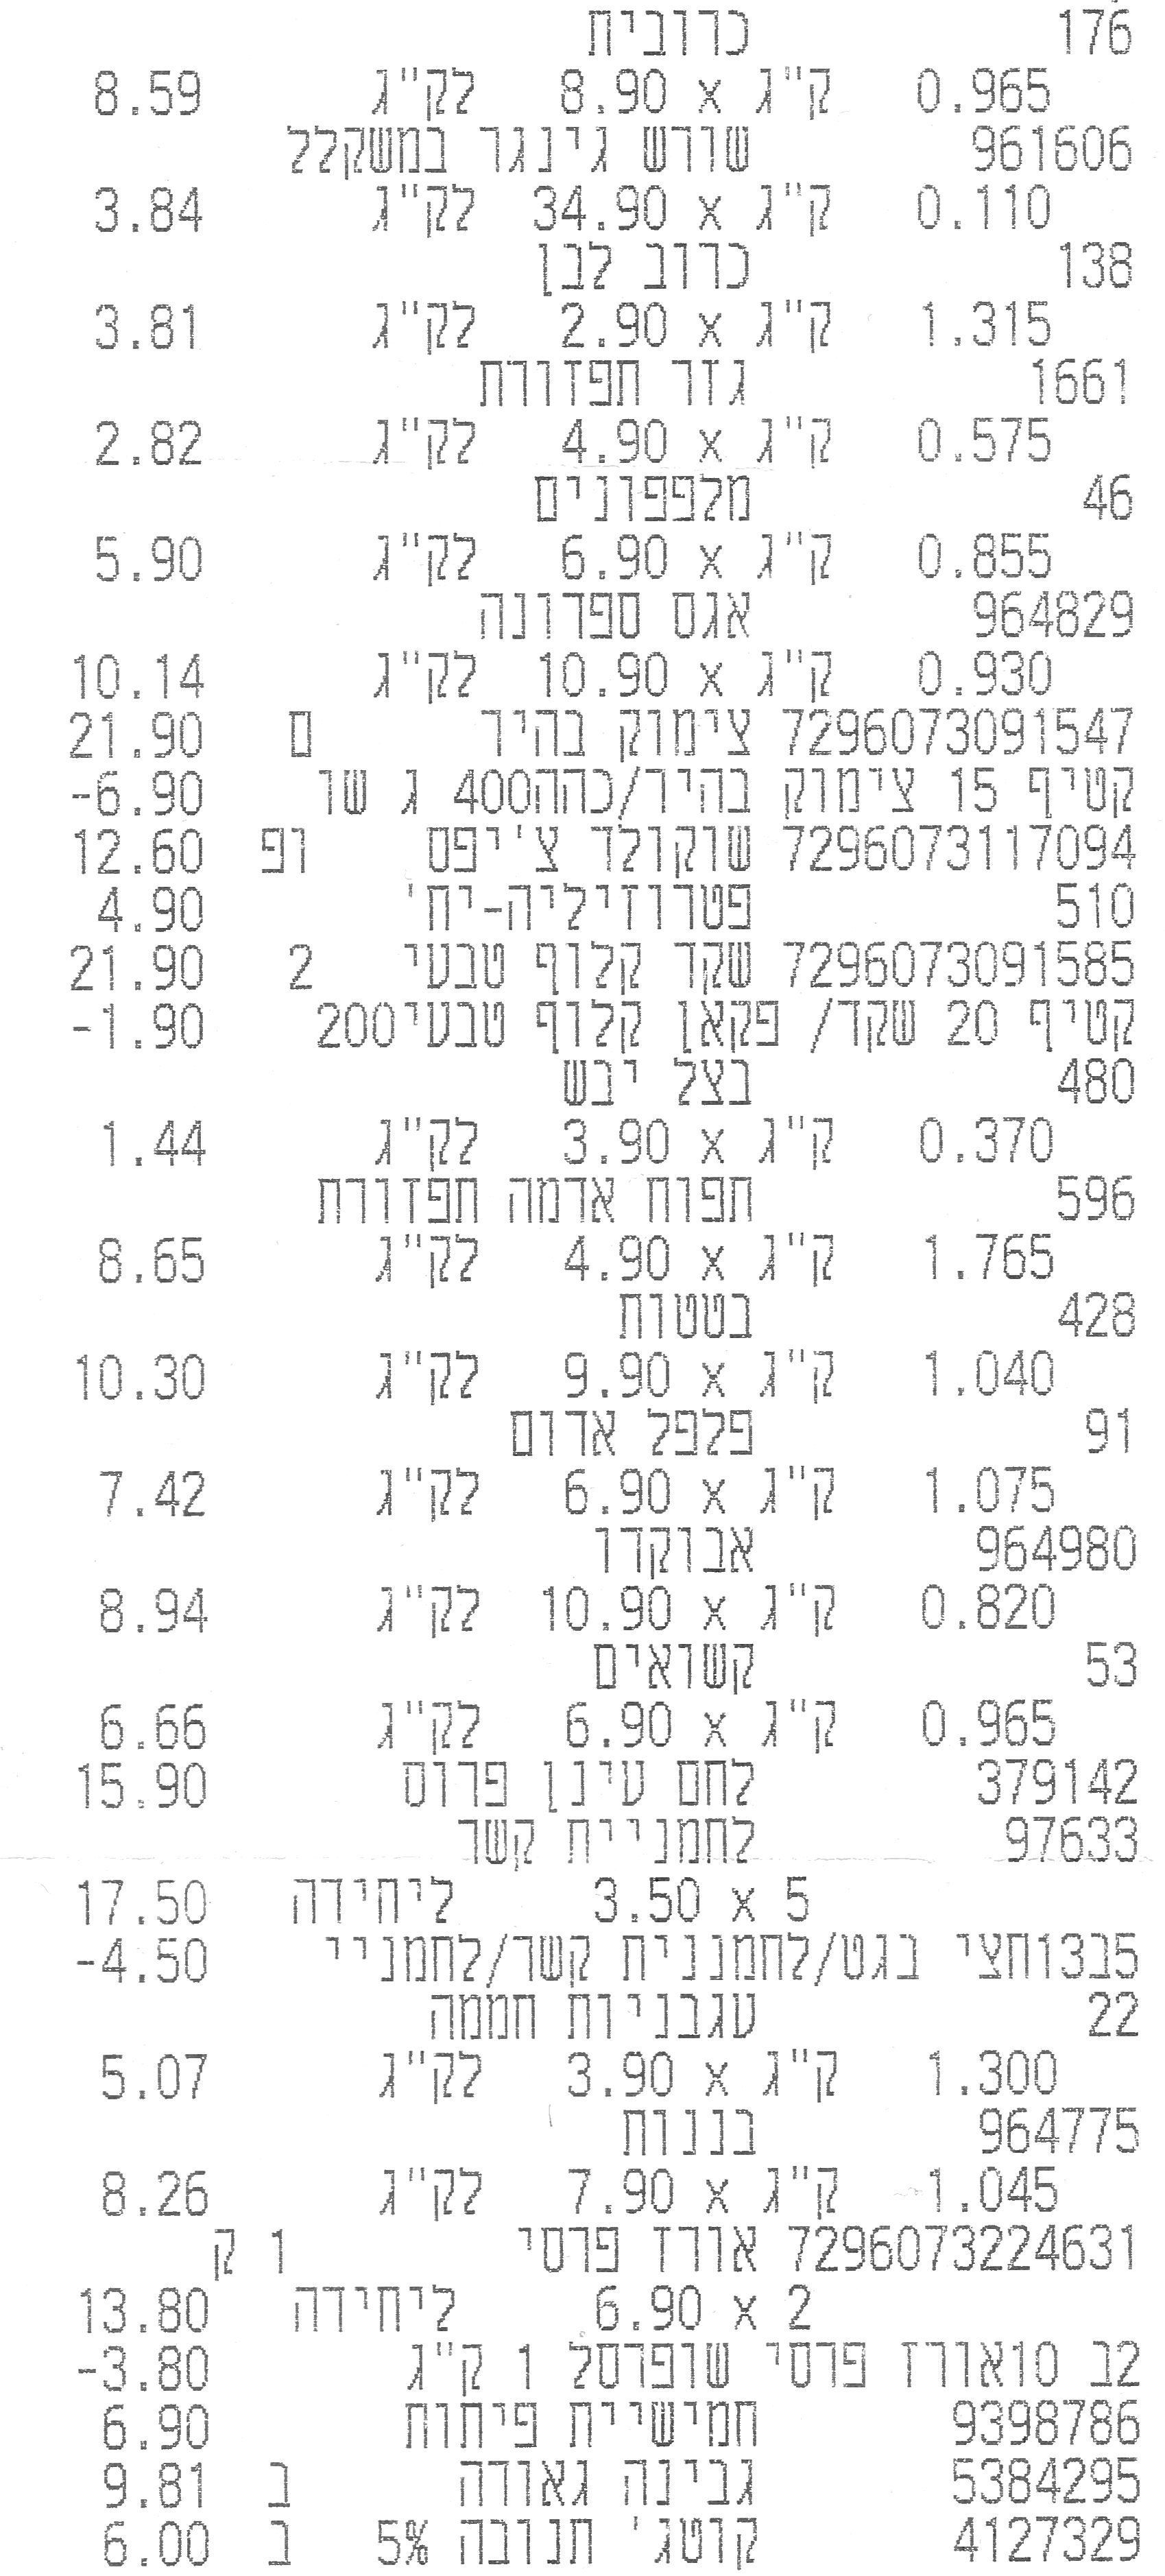 176 כרובית
0.965 ק"ג x 8.90 לק"ג 8.59
961606 שורש גינגר במשקלל
0.110 ק"ג x 34.90 לק"ג 3.84
138 כרוב לבן
1.315 ק"ג x 2.90 לק"ג 3.81
1661 גזר תפזורת
0.575 ק"ג x 4.90 לק"ג 2.82
46 מלפפונים
0.855 ק"ג x 6.90 לק"ג 5.90
964829 אגס ספרונה
0.930 ק"ג x 10.90 לק"ג 10.14
7296073091547 צימוק בהיר ם 21.90
קטיף 15 צימוק בהיר/כהה400 ג שו -6.90
7296073117094 שוקולד צ'יפס ופ 12.60
510 פטרוזיליה-יח' 4.90
7296073091585 שקד קלוף טבעי 2 21.90
קטיף 20 שקד/ פקאן קלוף טבעי200 -1.90
480 בצל יבש
0.370 ק"ג x 3.90 לק"ג 1.44
596 תפוח אדמה תפזורת
1.765 ק"ג x 4.90 לק"ג 8.65
428 בטטות
1.040 ק"ג x 9.90 לק"ג 10.30
91 פלפל אדום
1.075 ק"ג x 6.90 לק"ג 7.42
964980 אבוקדו
0.820 ק"ג x 10.90 לק"ג 8.94
53 קשואים
0.965 ק"ג x 6.90 לק"ג 6.66
379142 לחם עינן פרוס 15.90
97633 לחמניית קשר
5 x 3.50 ליחידה 17.50
5ב13חצי בגט/לחמננית קשר/לחמניי -4.50
22 עגבניות חממה
1.300 ק"ג x 3.90 לק"ג 5.07
964775 בננות
1.045 ק"ג x 7.90 לק"ג 8.26
7296073224631 אורז פרסי 1 ק
2 x 6.90 ליחידה 13.80
2ב 10אורז פרסי שופרסל 1 ק"ג -3.80
9398786 חמישיית פיתות 6.90
5384295 גבינה גאודה ב 9.81
4127329 קוטג' תנובה 5% ב 6.00